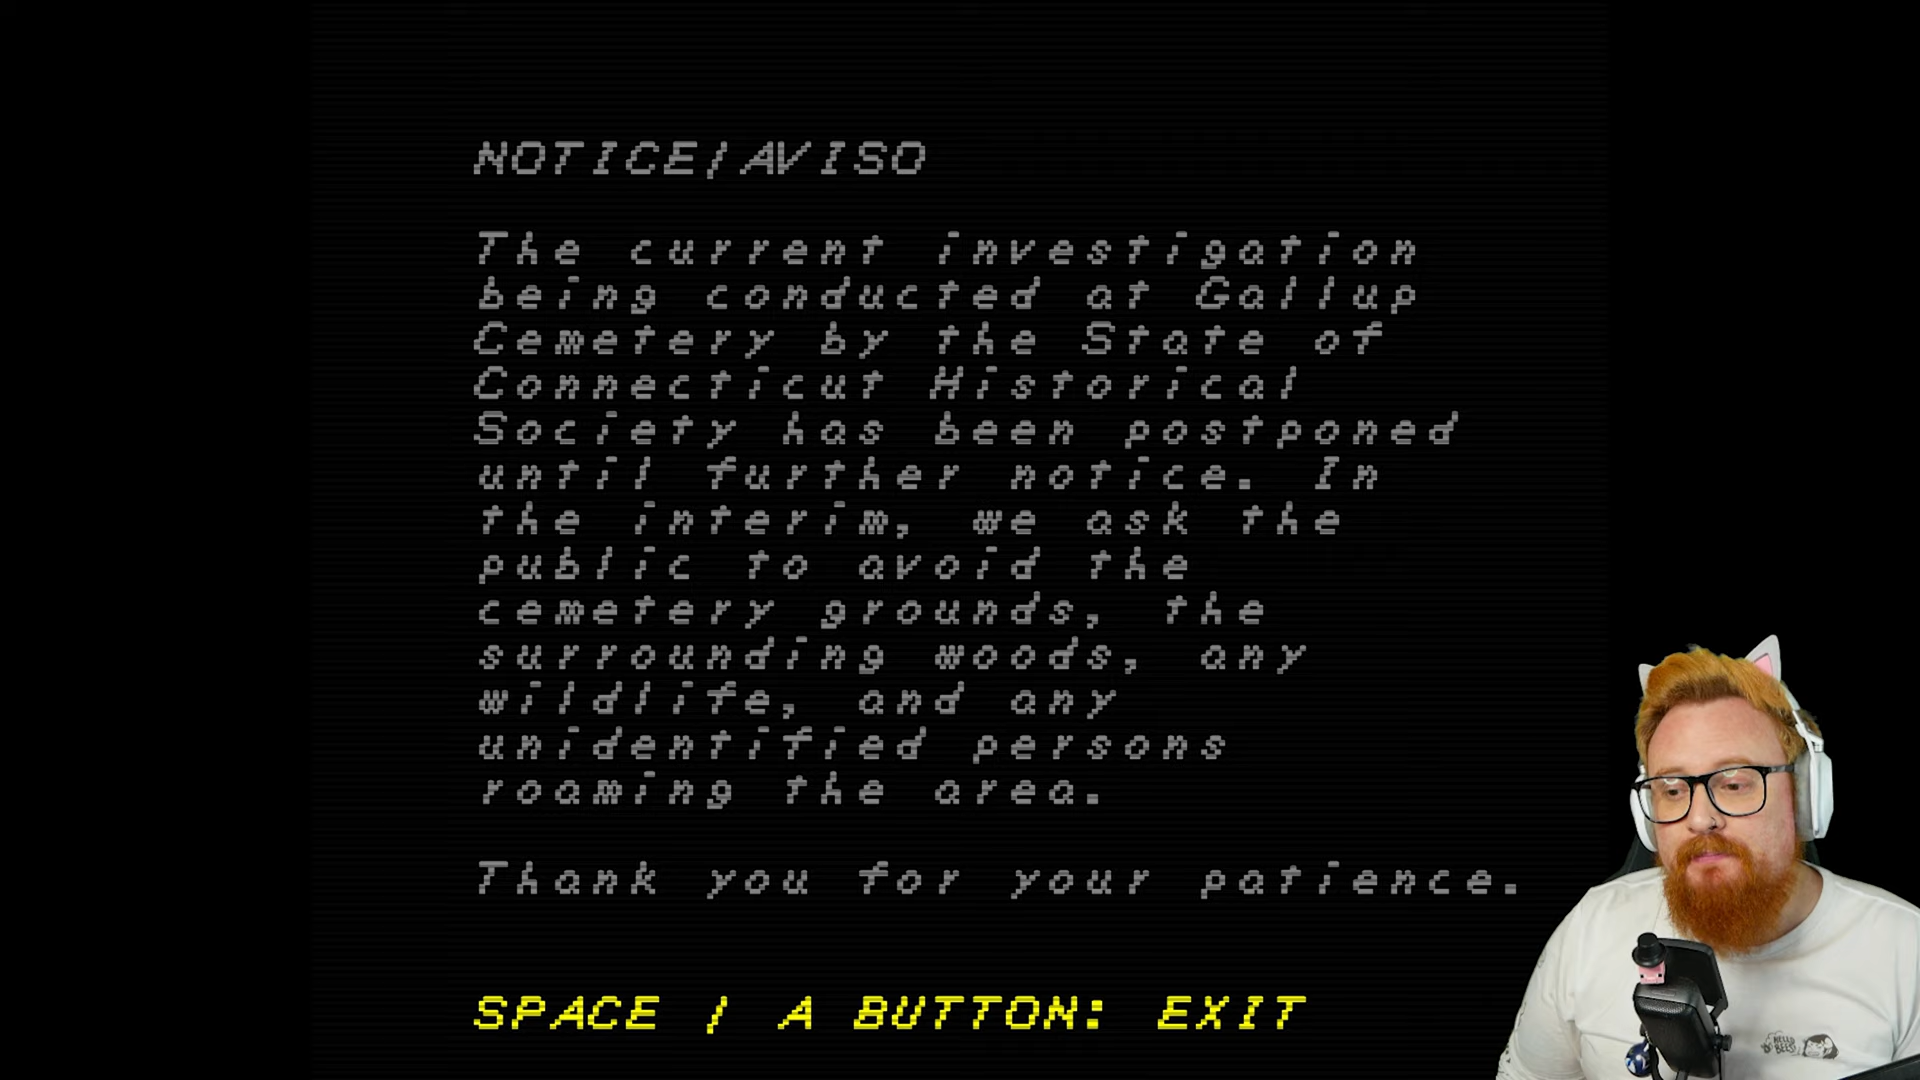 NOTICE/AVISO
The current investigation
being conducted at Gallup
Cemetery by the State of
Connecticut Historical
Society has been postponed
until further notice. In
the interim, we ask the
public to avoid the
cemetery grounds, the
surrounding woods, any
wildlife, and any
unidentified persons
roaming the area.
Thank you for your patience.
SPACE / A BUTTON: EXIT